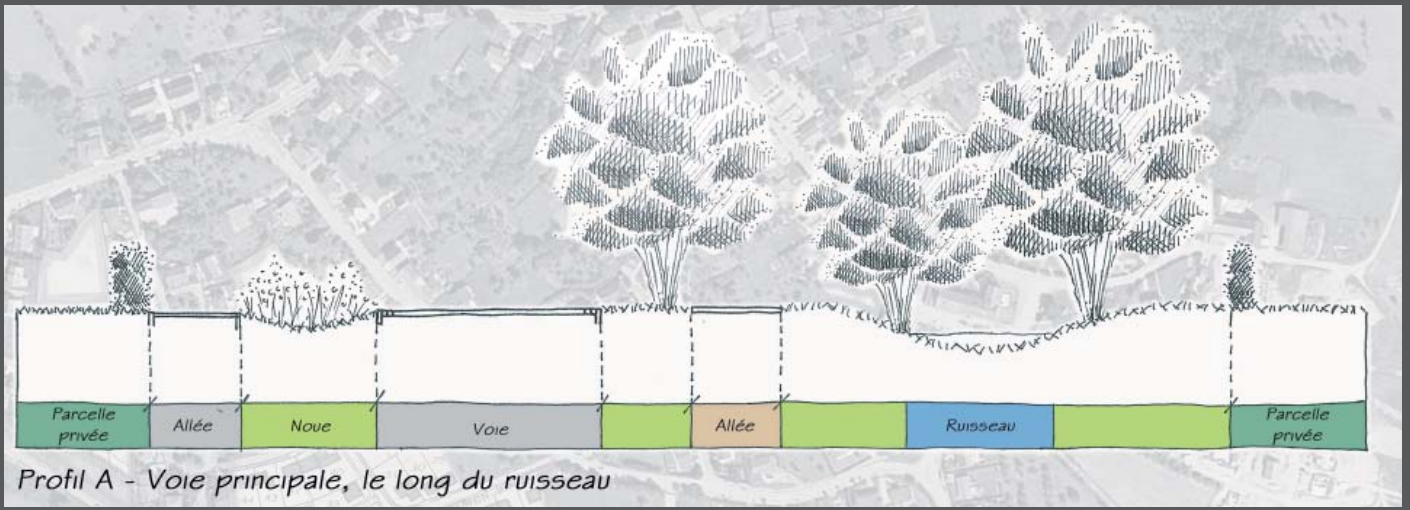 Parcelle
privée
Allée
Noue
Voie
Allée
Ruisseau
Parcelle
privée
Profil A - Voie principale, le long du ruisseau